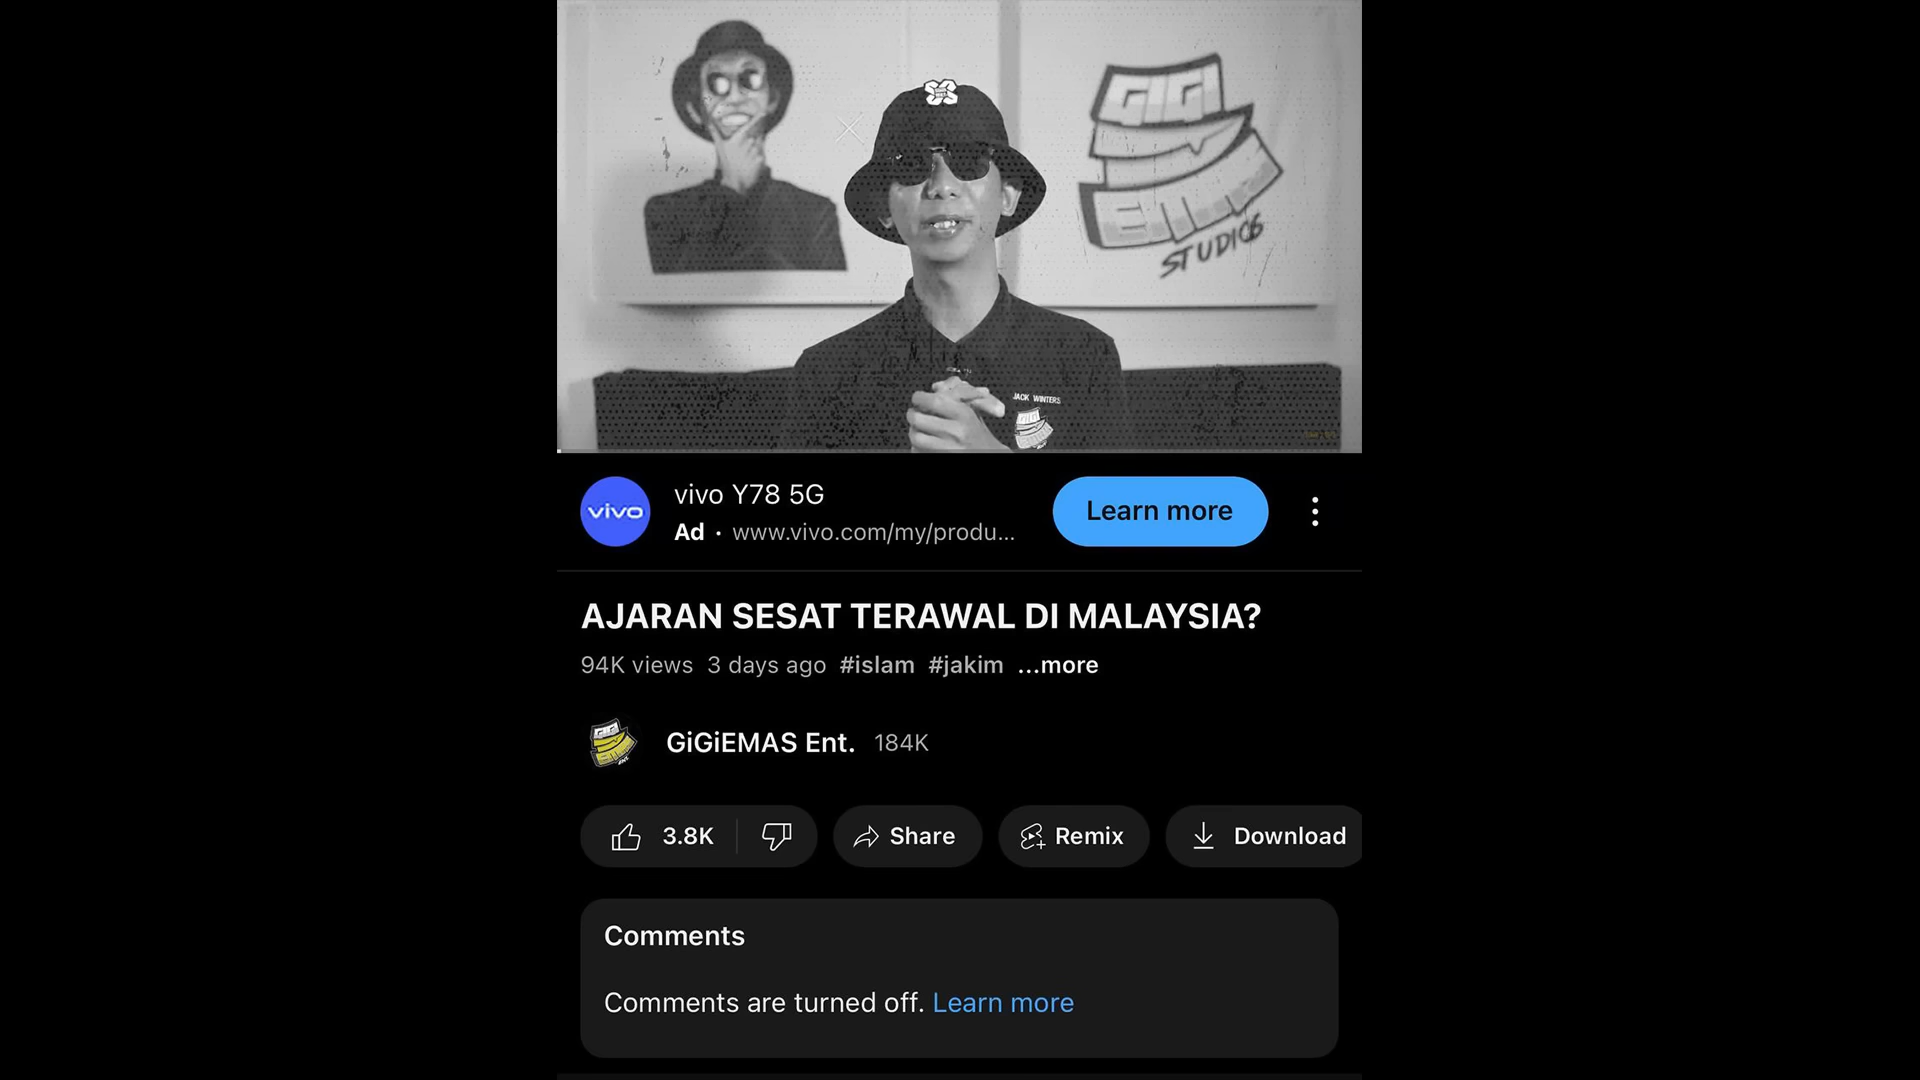 GIGI
EMAS
STUDIOS
JACK WINTERS
GIGI
vivo
vivo Y78 5G
Ad · www.vivo.com/my/produ...
Learn more
AJARAN SESAT TERAWAL DI MALAYSIA?
94K views 3 days ago #islam #jakim ...more
GiGiEMAS Ent. 184K
3.8K
Share
Remix
Download
Comments
Comments are turned off. Learn more